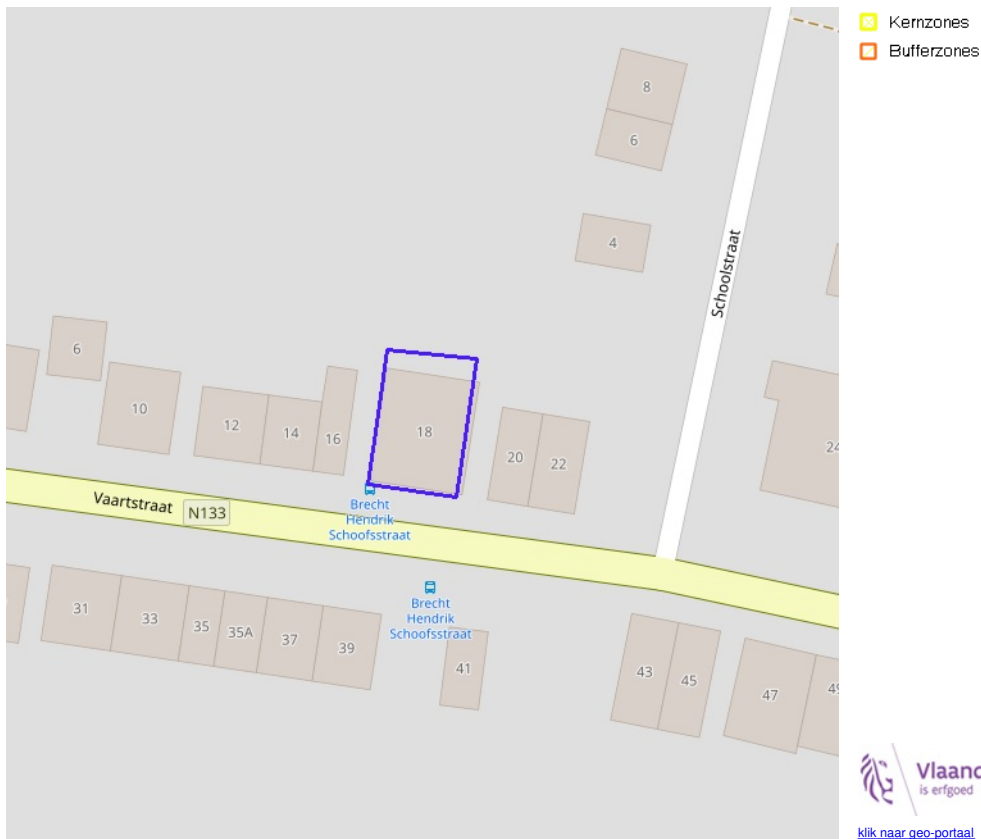 Kernzones
Bufferzones
8
6
4
Schoolstraat
6
10
12
14
16
18
20
22
24
Vaartstraat
N133
Brecht
Hendrik
Schoofsstraat
Brecht
Hendrik
Schoofsstraat
31
33
35
35A
37
39
41
43
45
47
is erfgoed
klik naar geo-portaal